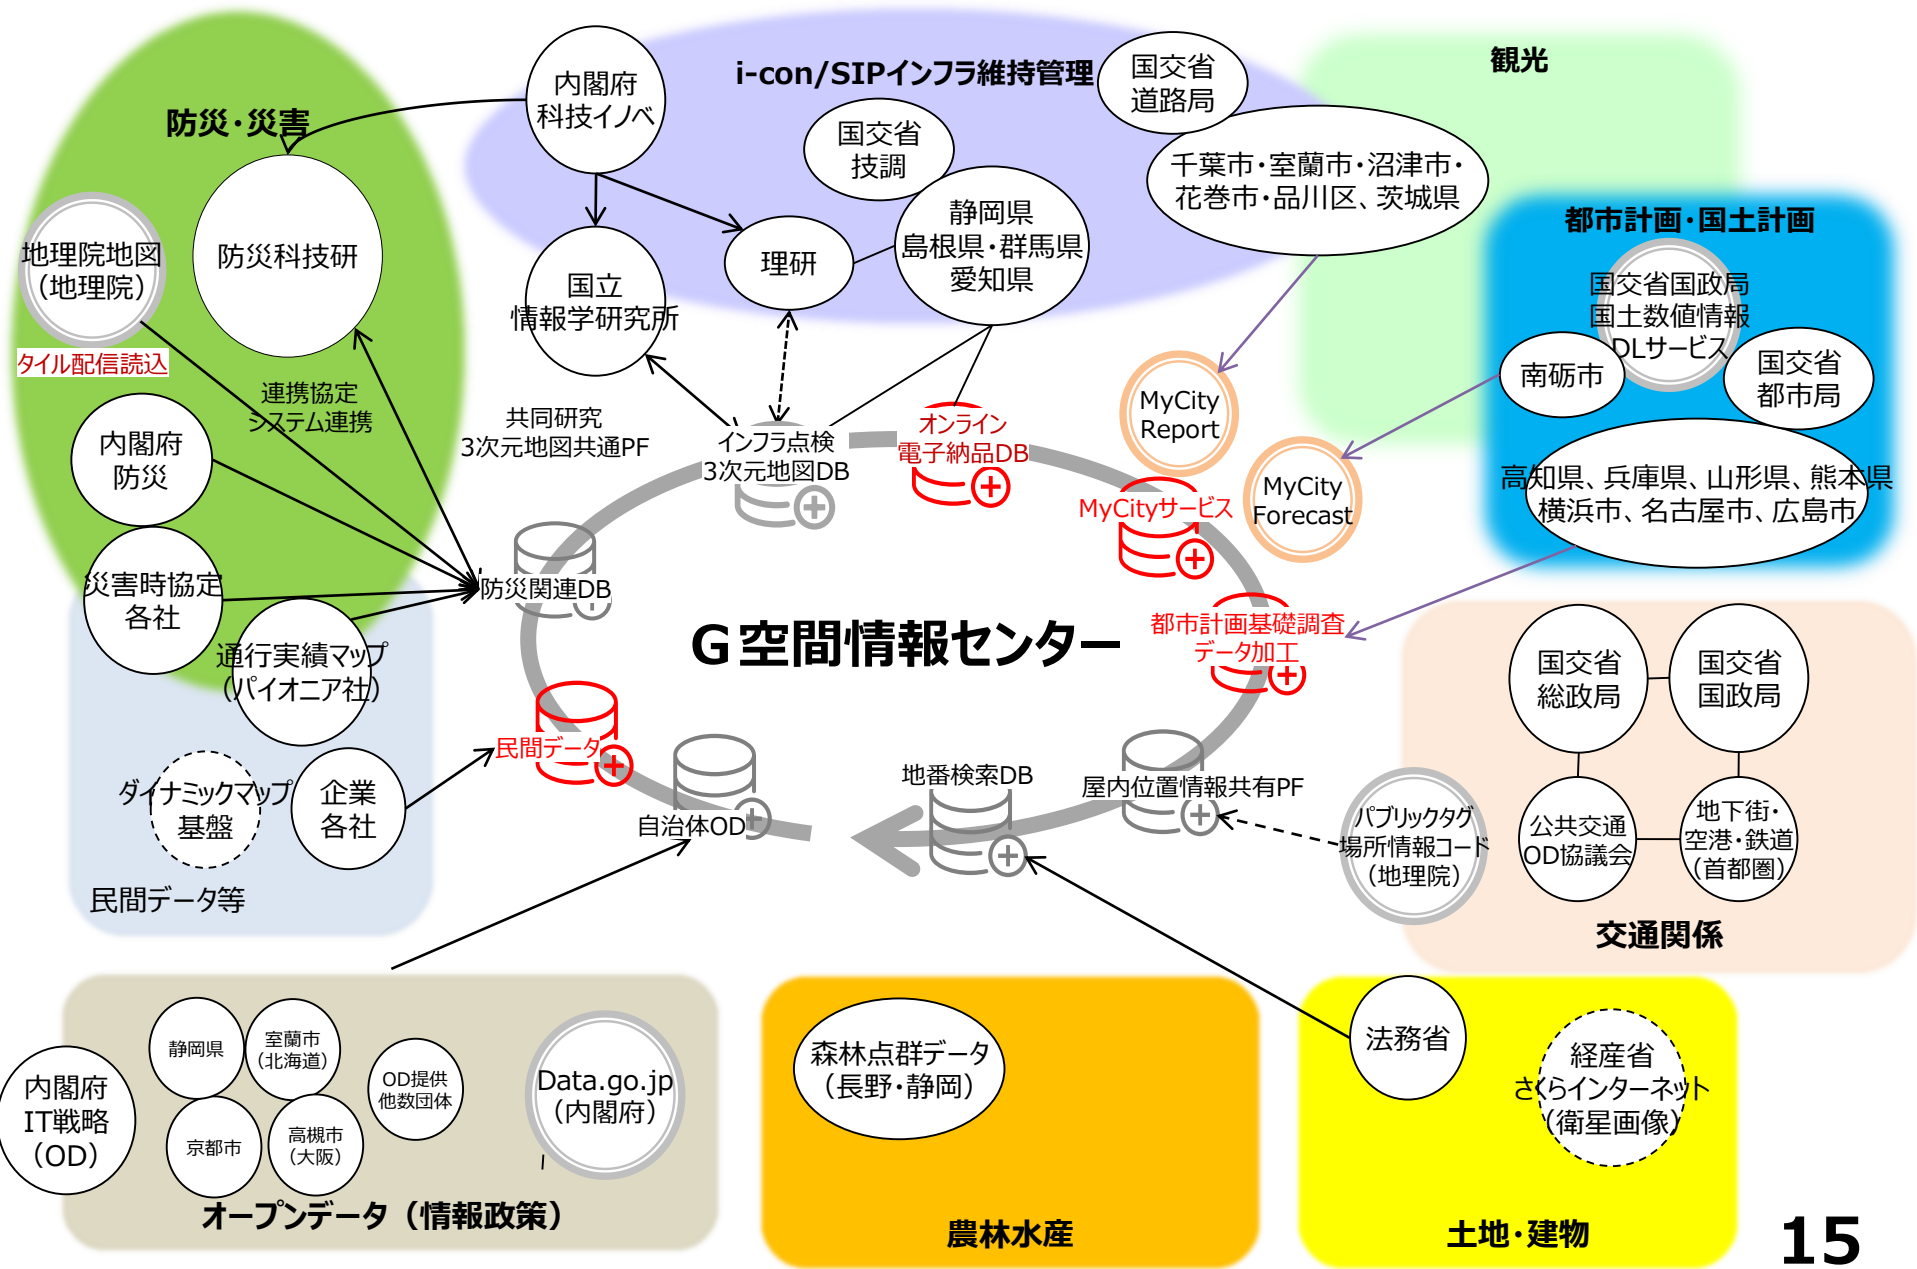 防災・災害
内閣府
科技イノベ
i-con/SIPインフラ維持管理
国交省
道路局
観光
国交省
技調
千葉市・室蘭市・沼津市・
花巻市・品川区、茨城県
地理院地図
（地理院）
タイル配信読込
防災科技研
連携協定
システム連携
国立
情報学研究所
理研
静岡県
島根県・群馬県
愛知県
都市計画・国土計画
国交省国政局
国土数値情報
DLサービス
南砺市
国交省
都市局
高知県、兵庫県、山形県、熊本県
横浜市、名古屋市、広島市
内閣府
防災
災害時協定
各社
通行実績マップ
（パイオニア社）
共同研究
3次元地図共通PF
インフラ点検
3次元地図DB
オンライン
電子納品DB
MyCity
Report
MyCity
Forecast
MyCityサービス
防災関連DB
G空間情報センター
都市計画基礎調査
データ加工
民間データ
自治体OD
地番検索DB
屋内位置情報共有PF
ダイナミックマップ
基盤
企業
各社
民間データ等
国交省
総政局
国交省
国政局
パブリックタグ
場所情報コード
（地理院）
公共交通
OD協議会
地下街・
空港・鉄道
（首都圏）
交通関係
内閣府
IT戦略
（OD）
静岡県
室蘭市
（北海道）
京都市
高槻市
（大阪）
OD提供
他数団体
Data.go.jp
（内閣府）
オープンデータ（情報政策）
森林点群データ
（長野・静岡）
農林水産
法務省
経産省
さくらインターネット
（衛星画像）
土地・建物
15